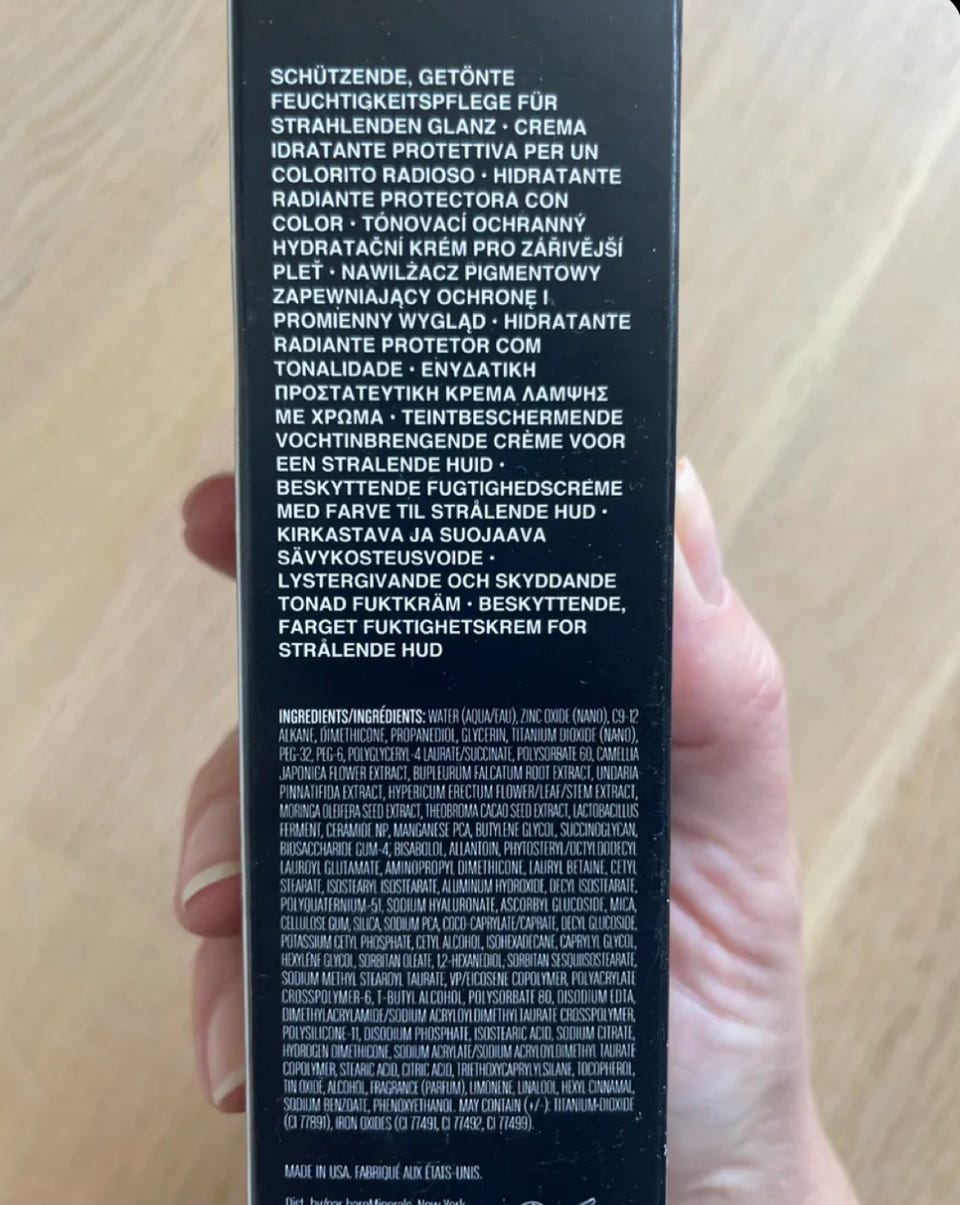 SCHÜTZENDE, GETÖNTE
FEUCHTIGKEITSPFLEGE FÜR
STRAHLENDEN GLANZ · CREMA
IDRATANTE PROTETTIVA PER UN
COLORITO RADIOSO · HIDRATANTE
RADIANTE PROTECTORA CON
COLOR · TÓNOVACÍ OCHRANNÝ
HYDRATAČNÍ KRÉM PRO ZÁŘIVĚJŠÍ
PLEŤ · NAWILŻACZ PIGMENTOWY
ZAPEWNIAJĄCY OCHRONĘ I
PROMIENNY WYGLĄD · HIDRATANTE
RADIANTE PROTETOR COM
TONALIDADE · ΕΝΥΔΑΤΙΚΗ
ΠΡΟΣΤΑΤΕΥΤΙΚΗ ΚΡΕΜΑ ΛΑΜΨΗΣ
ΜΕ ΧΡΩΜΑ · TEINTBESCHERMENDE
VOCHTINBRENGENDE CRÈME VOOR
EEN STRALENDE HUID ·
BESKYTTENDE FUGTIGHEDSCREME
MED FARVE TIL STRÅLENDE HUD ·
KIRKASTAVA JA SUOJAAVA
SÄVYKOSTEUSVOIDE ·
LYSTERGIVANDE OCH SKYDDANDE
TONAD FUKTKRÄM · BESKYTTENDE,
FARGET FUKTIGHETSKREM FOR
STRÅLENDE HUD
INGREDIENTS/INGRÉDIENTS: WATER (AQUA/EAU), ZINC OXIDE (NANO), C9-12
ALKANE, DIMETHICONE, PROPANEDIOL, GLYCERIN, TITANIUM DIOXIDE (NANO),
PEG-32, PEG-6, POLYGLYCERYL-4 LAURATE/SUCCINATE, POLYSORBATE 60, CAMELLIA
JAPONICA FLOWER EXTRACT, BUPLEURUM FALCATUM ROOT EXTRACT, UNDARIA
PINNATIFIDA EXTRACT, HYPERICUM ERECTUM FLOWER/LEAF/STEM EXTRACT,
MORINGA OLEIFERA SEED EXTRACT, THEOBROMA CACAO SEED EXTRACT, LACTOBACILLUS
FERMENT, CERAMIDE NP, MANGANESE PCA, BUTYLENE GLYCOL, SUCCINOGLYCAN,
BIOSACCHARIDE GUM-4, BISABOLOL, ALLANTOIN, PHYTOSTERYL/OCTYLDODECYL
LAUROYL GLUTAMATE, AMINOPROPYL DIMETHICONE, LAURYL BETAINE, CETYL
STEARATE, ISOSTEARYL ISOSTEARATE, ALUMINUM HYDROXIDE, DECYL ISOSTEARATE,
POLYQUATERNIUM-51, SODIUM HYALURONATE, ASCORBYL GLUCOSIDE, MICA,
CELLULOSE GUM, SILICA, SODIUM PCA, COCO-CAPRYLATE/CAPRATE, DECYL GLUCOSIDE,
POTASSIUM CETYL PHOSPHATE, CETYL ALCOHOL, ISOHEXADECANE, CAPRYLYL GLYCOL,
HEXYLENE GLYCOL, SORBITAN OLEATE, 1,2-HEXANEDIOL, SORBITAN SESQUIISOSTEARATE,
SODIUM METHYL STEAROYL TAURATE, VP/EICOSENE COPOLYMER, POLYACRYLATE
CROSSPOLYMER-6, T-BUTYL ALCOHOL, POLYSORBATE 80, DISODIUM EDTA,
DIMETHYLACRYLAMIDE/SODIUM ACRYLOYLDIMETHYLTAURATE CROSSPOLYMER,
POLYSILICONE-11, DISODIUM PHOSPHATE, ISOSTEARIC ACID, SODIUM CITRATE,
HYDROGEN DIMETHICONE, SODIUM ACRYLATE/SODIUM ACRYLOYLDIMETHYL TAURATE
COPOLYMER, STEARIC ACID, CITRIC ACID, TRIETHOXYCAPRYLYLSILANE, TOCOPHEROL,
TIN OXIDE, ALCOHOL, FRAGRANCE (PARFUM), LIMONENE, LINALOOL, HEXYL CINNAMAL,
SODIUM BENZOATE, PHENOXYETHANOL. MAY CONTAIN (+/-): TITANIUM-DIOXIDE
(CI 77891), IRON OXIDES (CI 77491, CI 77492, CI 77499).
MADE IN USA. FABRIQUÉ AUX ÉTATS-UNIS.
Dist. by/par bareMinerals, New York